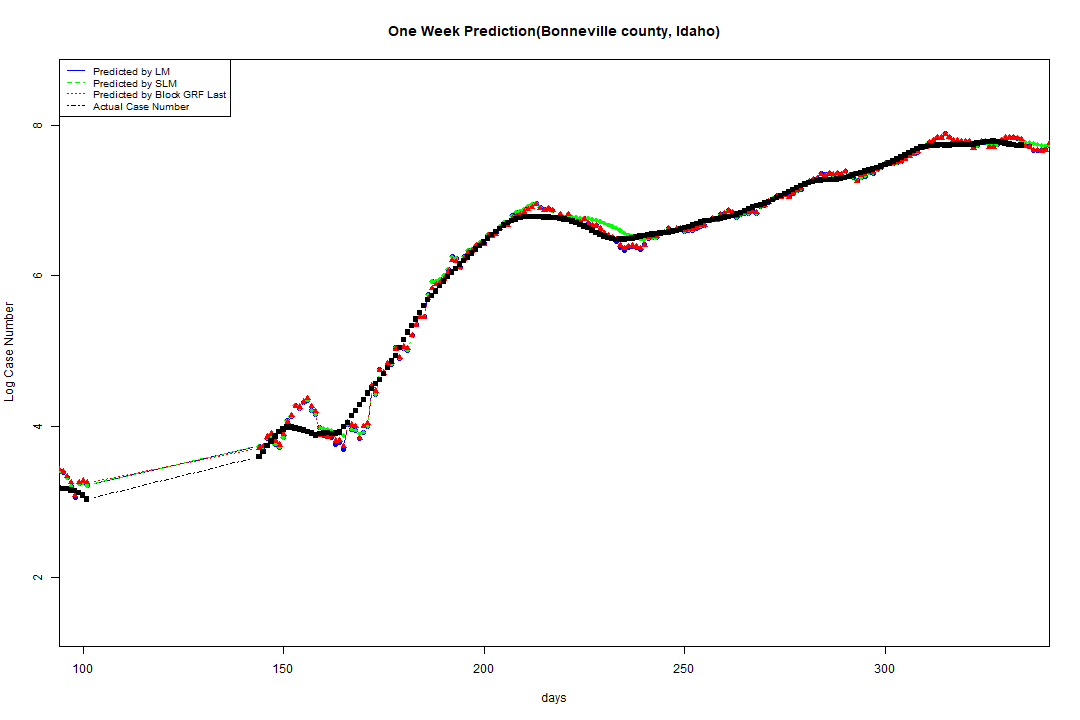 One Week Prediction(Bonneville county, Idaho)
Predicted by LM
Predicted by SLM
Predicted by Block GRF Last
Actual Case Number
8
6
4
2
Log Case Number
100 150 200 250 300
days